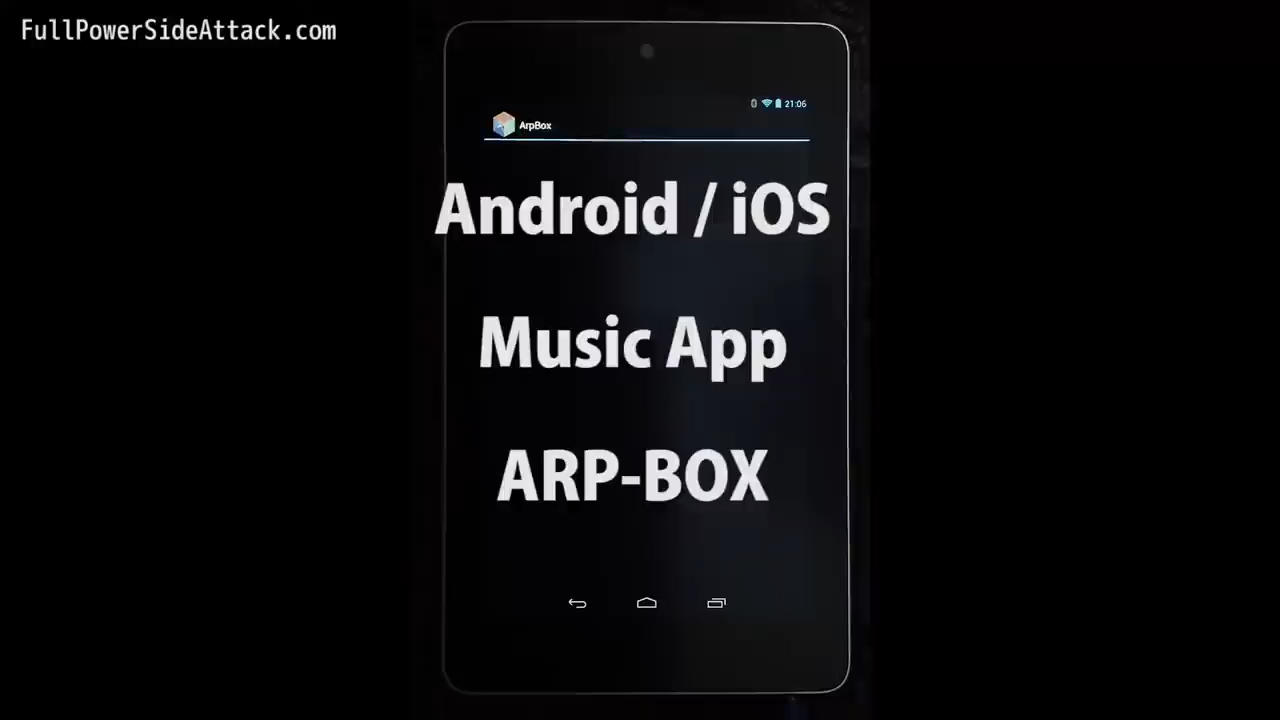 FullPowerSideAttack.com
21:06
ArpBox
Android / iOS
Music App
ARP-BOX